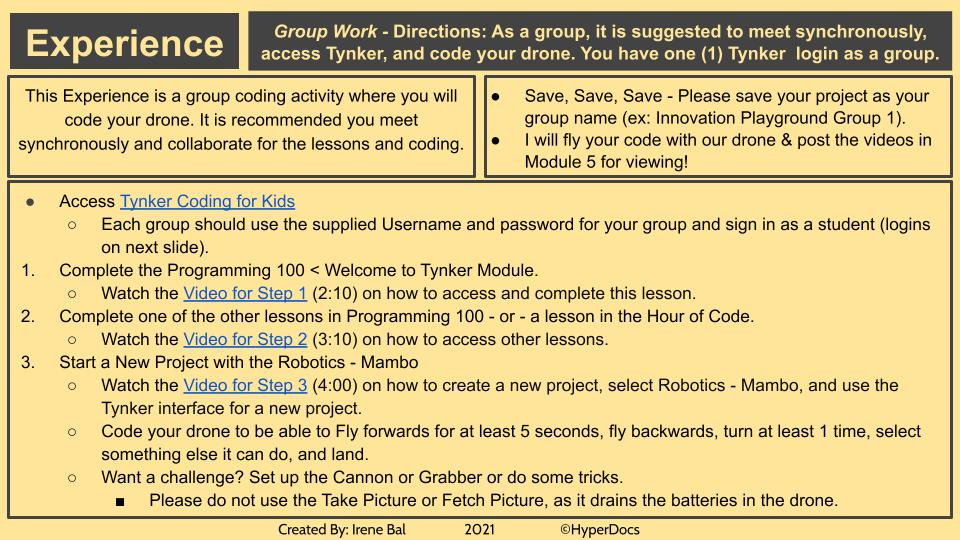 Experience
Group Work - Directions: As a group, it is suggested to meet synchronously,
access Tynker, and code your drone. You have one (1) Tynker login as a group.
This Experience is a group coding activity where you will
code your drone. It is recommended you meet
synchronously and collaborate for the lessons and coding.
● Save, Save, Save - Please save your project as your
group name (ex: Innovation Playground Group 1).
● I will fly your code with our drone & post the videos in
Module 5 for viewing!
● Access Tynker Coding for Kids
○ Each group should use the supplied Username and password for your group and sign in as a student (logins
on next slide).
1. Complete the Programming 100 < Welcome to Tynker Module.
○ Watch the Video for Step 1 (2:10) on how to access and complete this lesson.
2. Complete one of the other lessons in Programming 100 - or - a lesson in the Hour of Code.
○ Watch the Video for Step 2 (3:10) on how to access other lessons.
3. Start a New Project with the Robotics - Mambo
○ Watch the Video for Step 3 (4:00) on how to create a new project, select Robotics - Mambo, and use the
Tynker interface for a new project.
○ Code your drone to be able to Fly forwards for at least 5 seconds, fly backwards, turn at least 1 time, select
something else it can do, and land.
○ Want a challenge? Set up the Cannon or Grabber or do some tricks.
■ Please do not use the Take Picture or Fetch Picture, as it drains the batteries in the drone.
Created By: Irene Bal 2021 ©HyperDocs